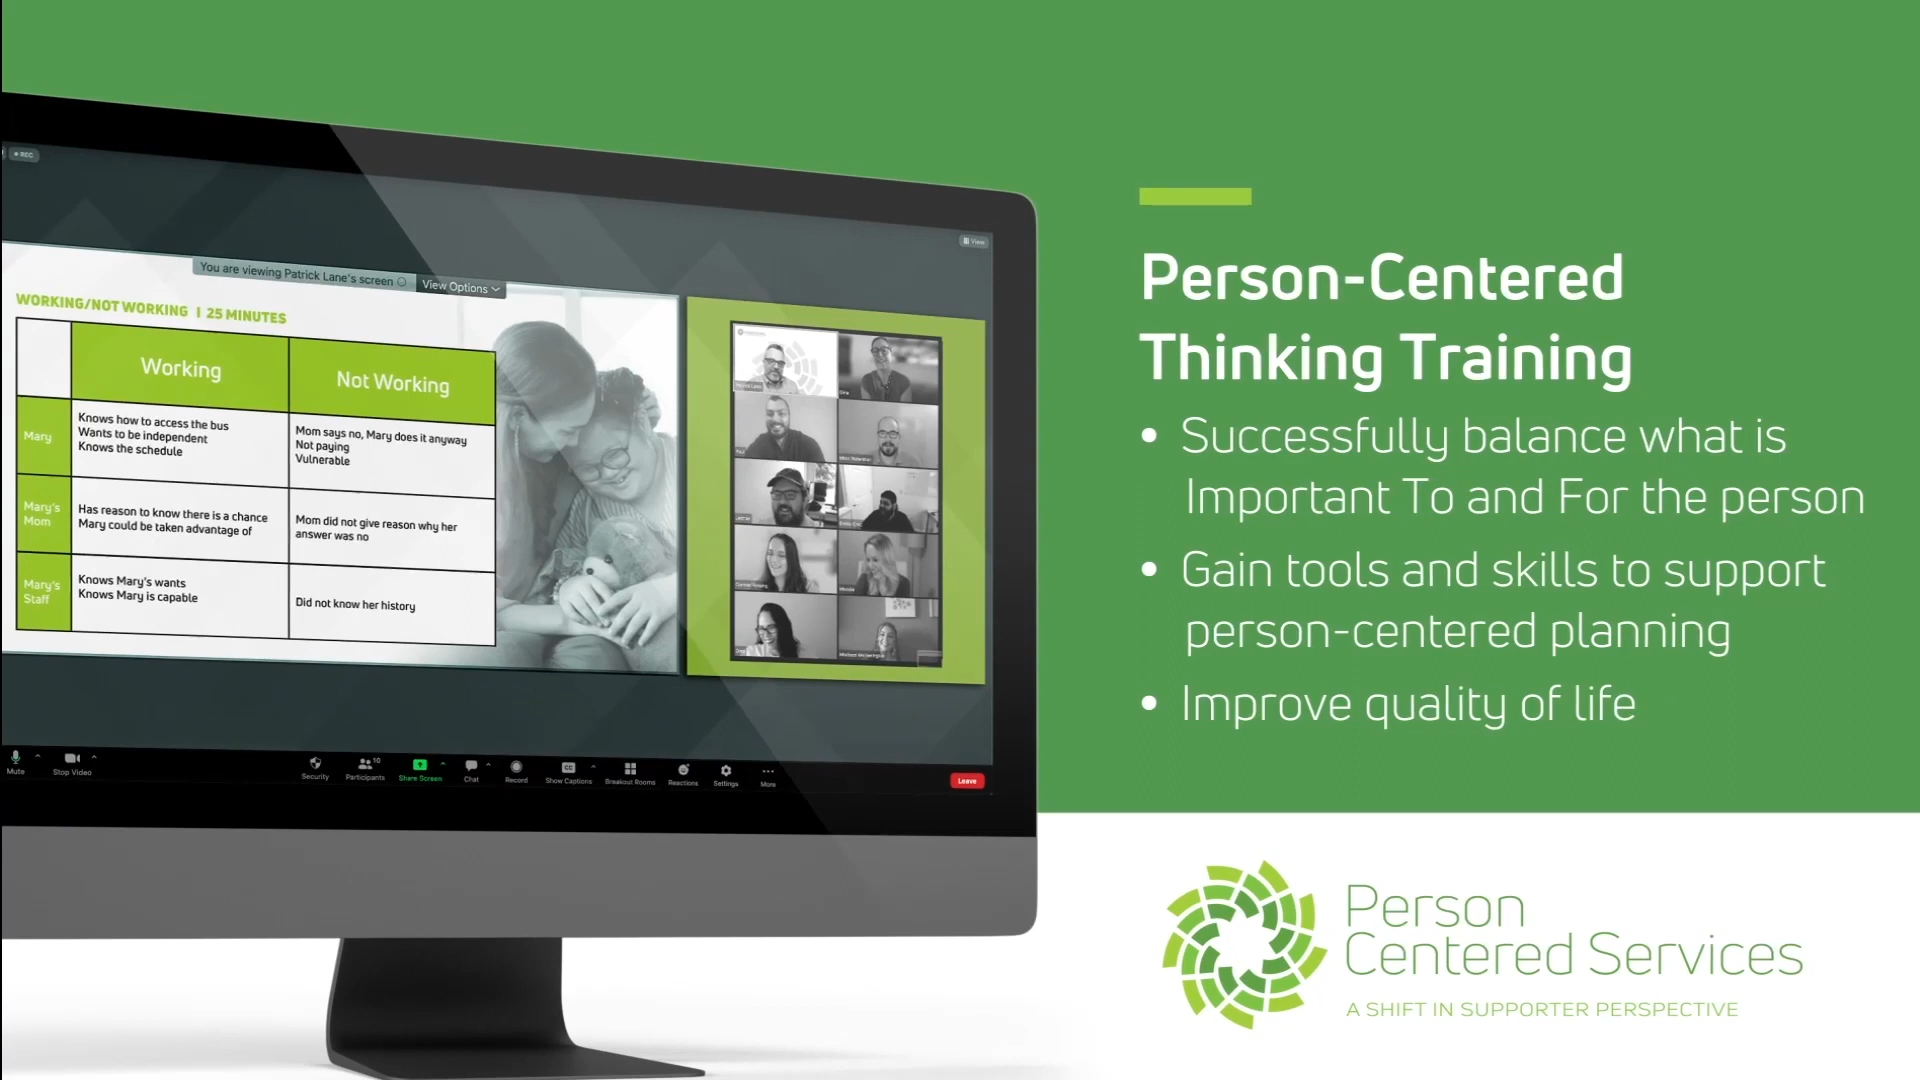 REC
View
You are viewing Patrick Lane's screen
View Options
WORKING/NOT WORKING | 25 MINUTES
Working
Not Working
Mary
Knows how to access the bus
Wants to be independent
Knows the schedule
Mom says no, Mary does it anyway
Not paying
Vulnerable
Mary's
Mom
Has reason to know there is a chance
Mary could be taken advantage of
Mom did not give reason why her
answer was no
Mary's
Staff
Knows Mary's wants
Knows Mary is capable
Did not know her history
Mute
Stop Video
Security
Participants
10
Share Screen
Chat
Record
CC
Show Captions
Breakout Rooms
Reactions
Settings
More
Leave
Person-Centered
Thinking Training
• Successfully balance what is
Important To and For the person
• Gain tools and skills to support
person-centered planning
• Improve quality of life
Person
Centered Services
A SHIFT IN SUPPORTER PERSPECTIVE